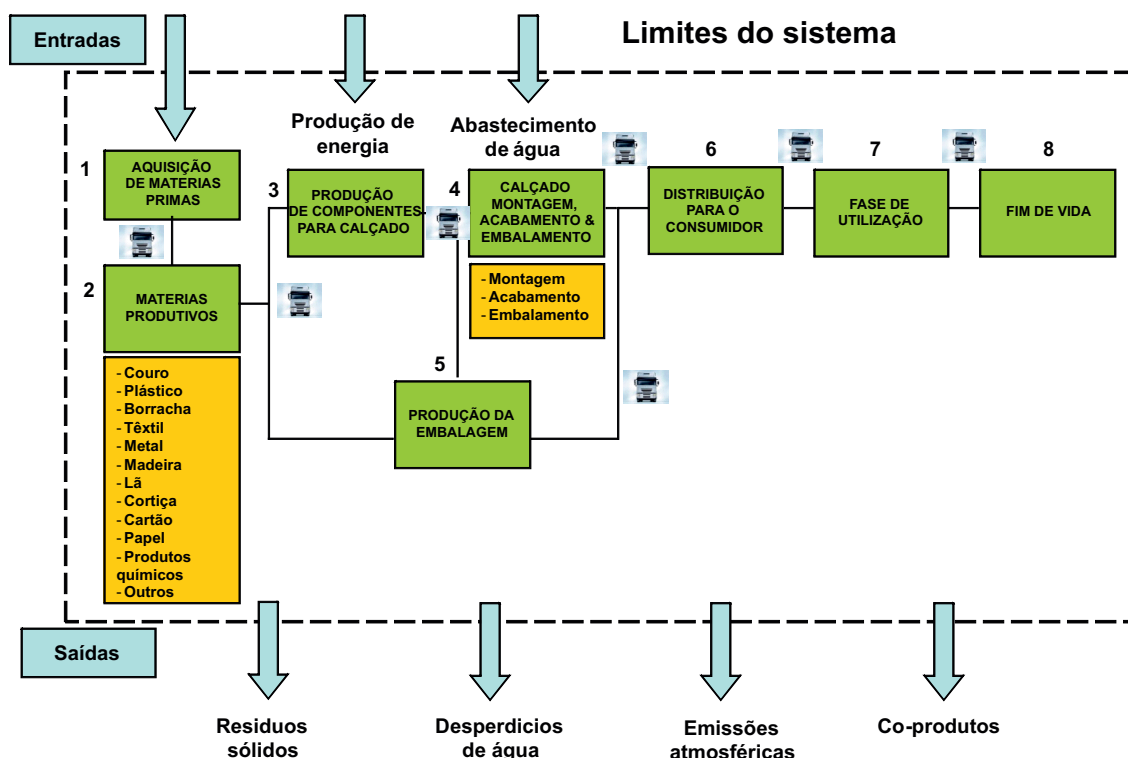 Entradas
Limites do sistema
Produção de
energia
Abastecimento
de água
1
AQUISIÇÃO
DE MATERIAS
PRIMAS
2
MATERIAS
PRODUTIVOS
- Couro
- Plástico
- Borracha
- Têxtil
- Metal
- Madeira
- Lã
- Cortiça
- Cartão
- Papel
- Produtos
químicos
- Outros
3
PRODUÇÃO
DE COMPONENTES
PARA CALÇADO
4
CALÇADO
MONTAGEM,
ACABAMENTO &
EMBALAMENTO
- Montagem
- Acabamento
- Embalamento
5
PRODUÇÃO DA
EMBALAGEM
6
DISTRIBUIÇÃO
PARA O
CONSUMIDOR
7
FASE DE
UTILIZAÇÃO
8
FIM DE VIDA
Saídas
Residuos
sólidos
Desperdicios
de água
Emissões
atmosféricas
Co-produtos